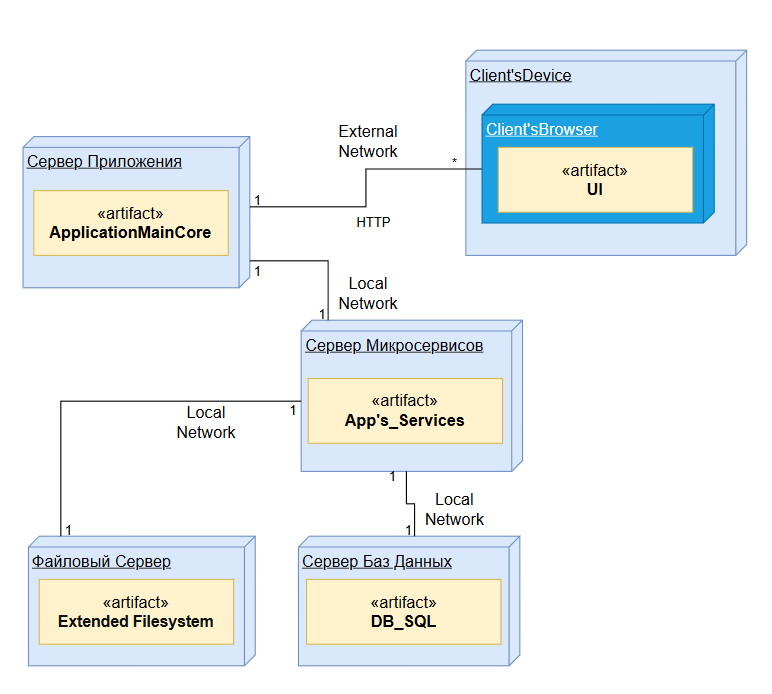 Client'sDevice
Client'sBrowser
«artifact»
UI
External
Network
*
1
HTTP
Сервер Приложения
«artifact»
ApplicationMainCore
1
Local
Network
1
Сервер Микросервисов
«artifact»
App's_Services
1
Local
Network
1
1
Local
Network
1
Файловый Сервер
«artifact»
Extended Filesystem
Сервер Баз Данных
«artifact»
DB_SQL